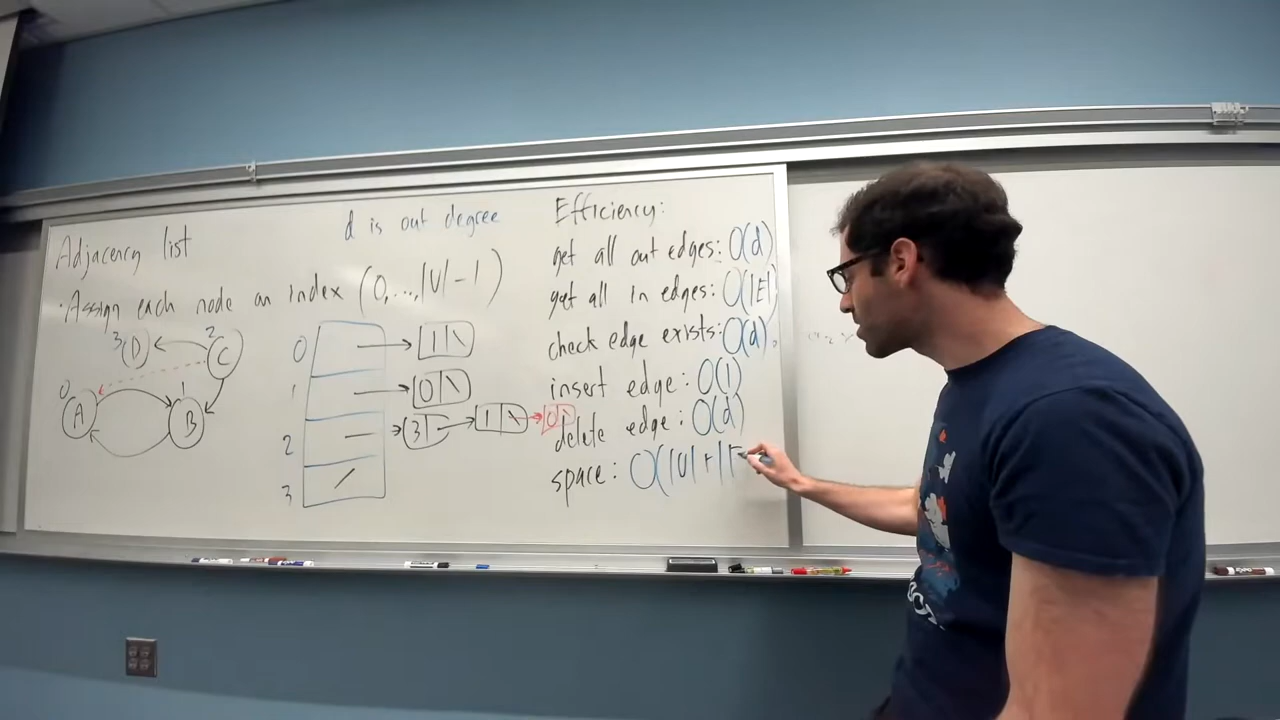 Adjacency list
d is out degree
· Assign each node an index (0,...,|V|-1)
3 D
2 C
0 A
1 B
0 1
1 0
2 3 1 0
3
Efficiency:
get all out edges: O(d)
get all in edges: O(|E|)
check edge exists: O(d)
insert edge: O(1)
delete edge: O(d)
space: O(|V|+|E